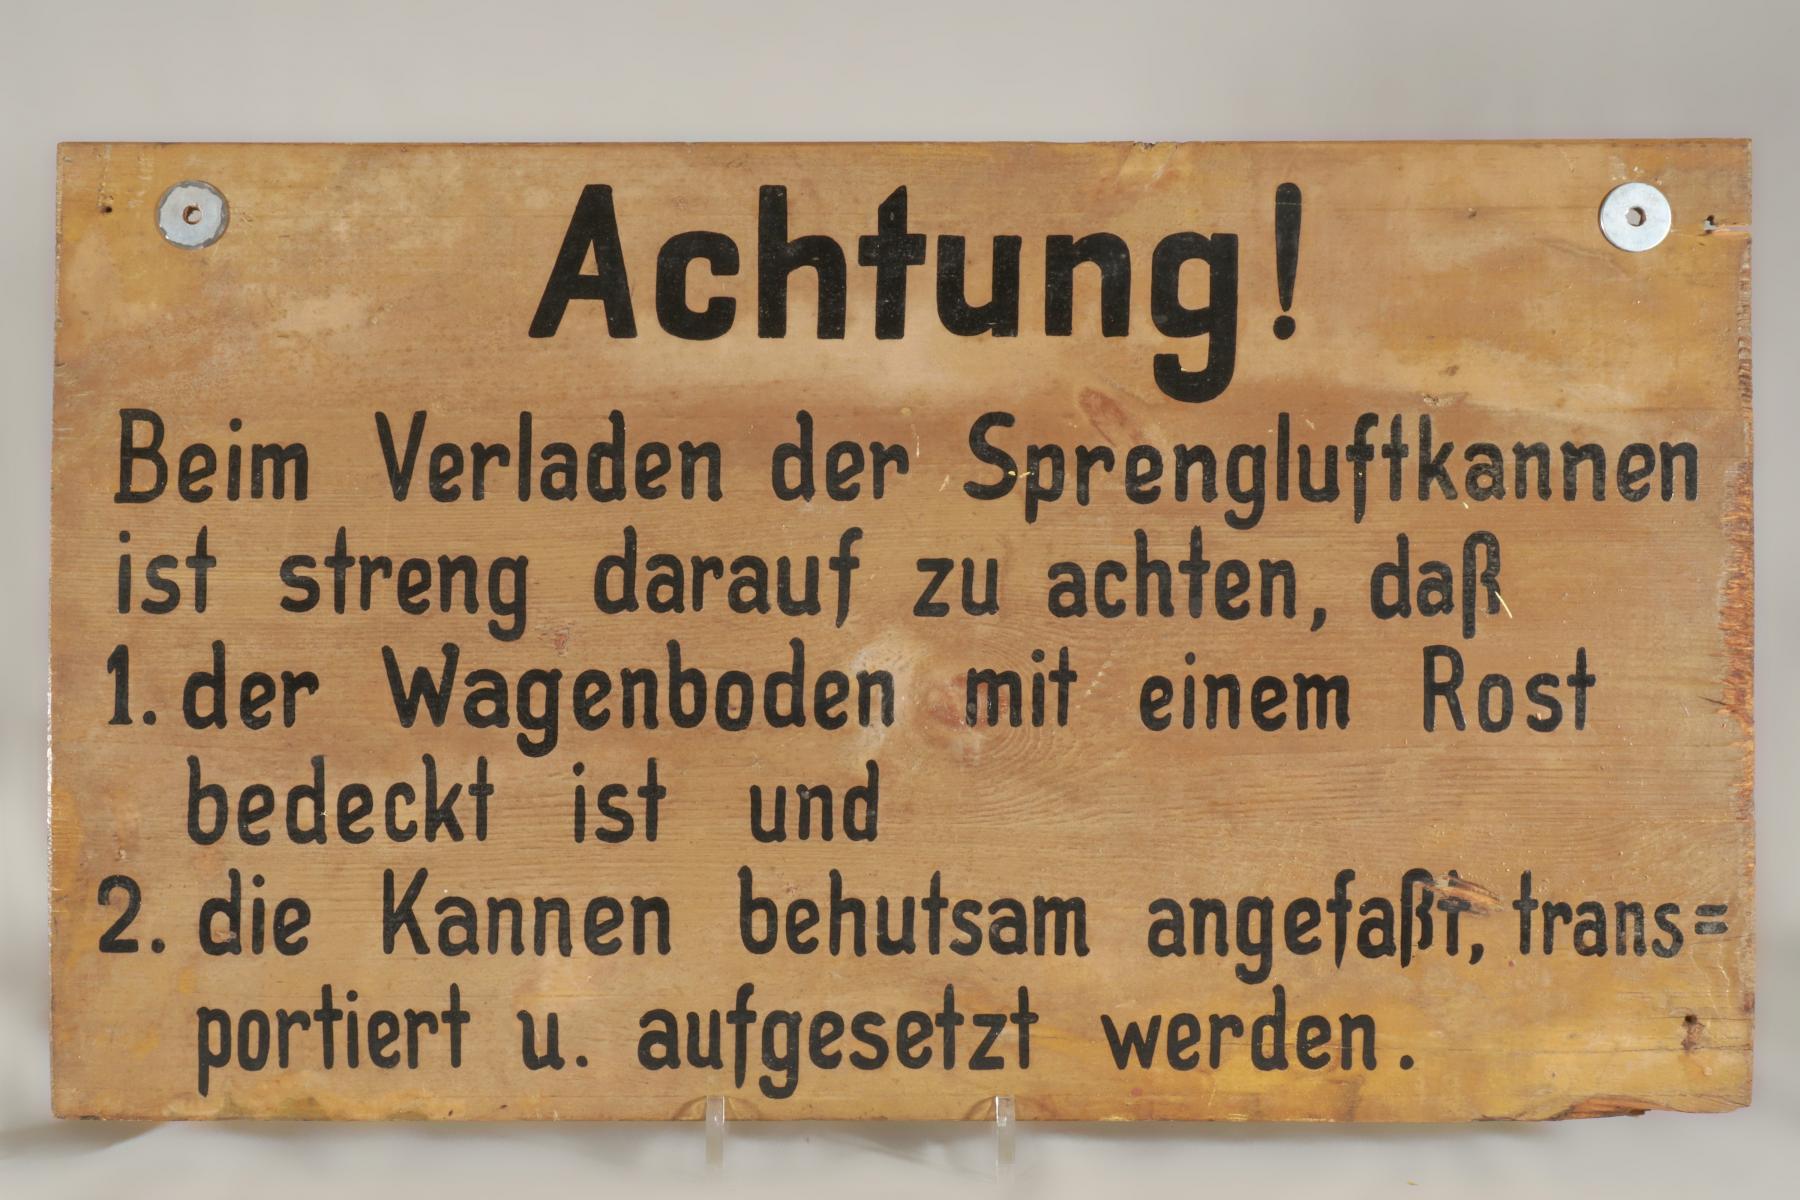 Achtung!
Beim Verladen der Sprengluftkannen
ist streng darauf zu achten, daß
1. der Wagenboden mit einem Rost
bedeckt ist und
2. die Kannen behutsam angefaßt, trans=
portiert u. aufgesetzt werden.